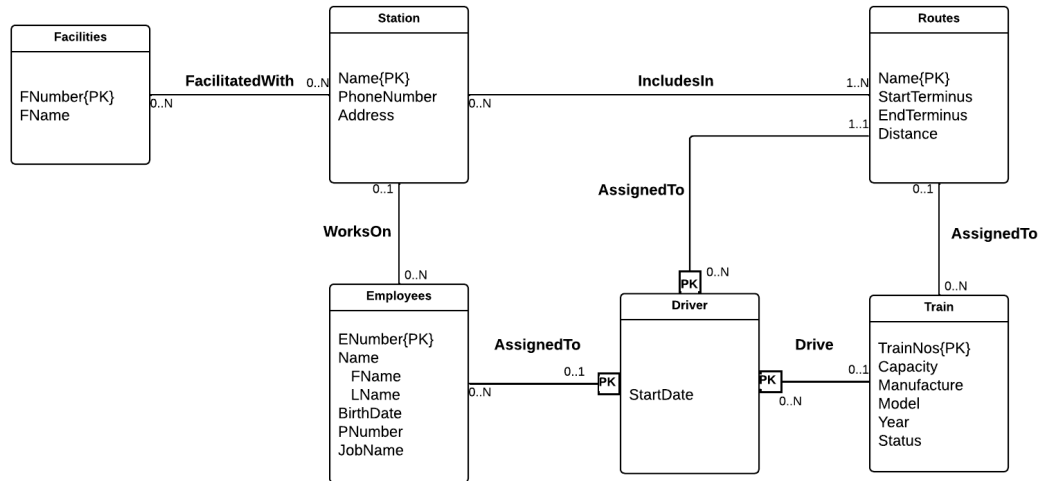 Facilities
FNumber{PK}
FName
FacilitatedWith
0..N
0..N
Station
Name{PK}
PhoneNumber
Address
IncludesIn
0..N
1..N
Routes
Name{PK}
StartTerminus
EndTerminus
Distance
1..1
AssignedTo
0..N
PK
0..1
WorksOn
0..N
0..1
AssignedTo
0..N
Employees
ENumber{PK}
Name
FName
LName
BirthDate
PNumber
JobName
AssignedTo
0..1
0..N
PK
Driver
StartDate
Drive
PK
0..1
0..N
Train
TrainNos{PK}
Capacity
Manufacture
Model
Year
Status